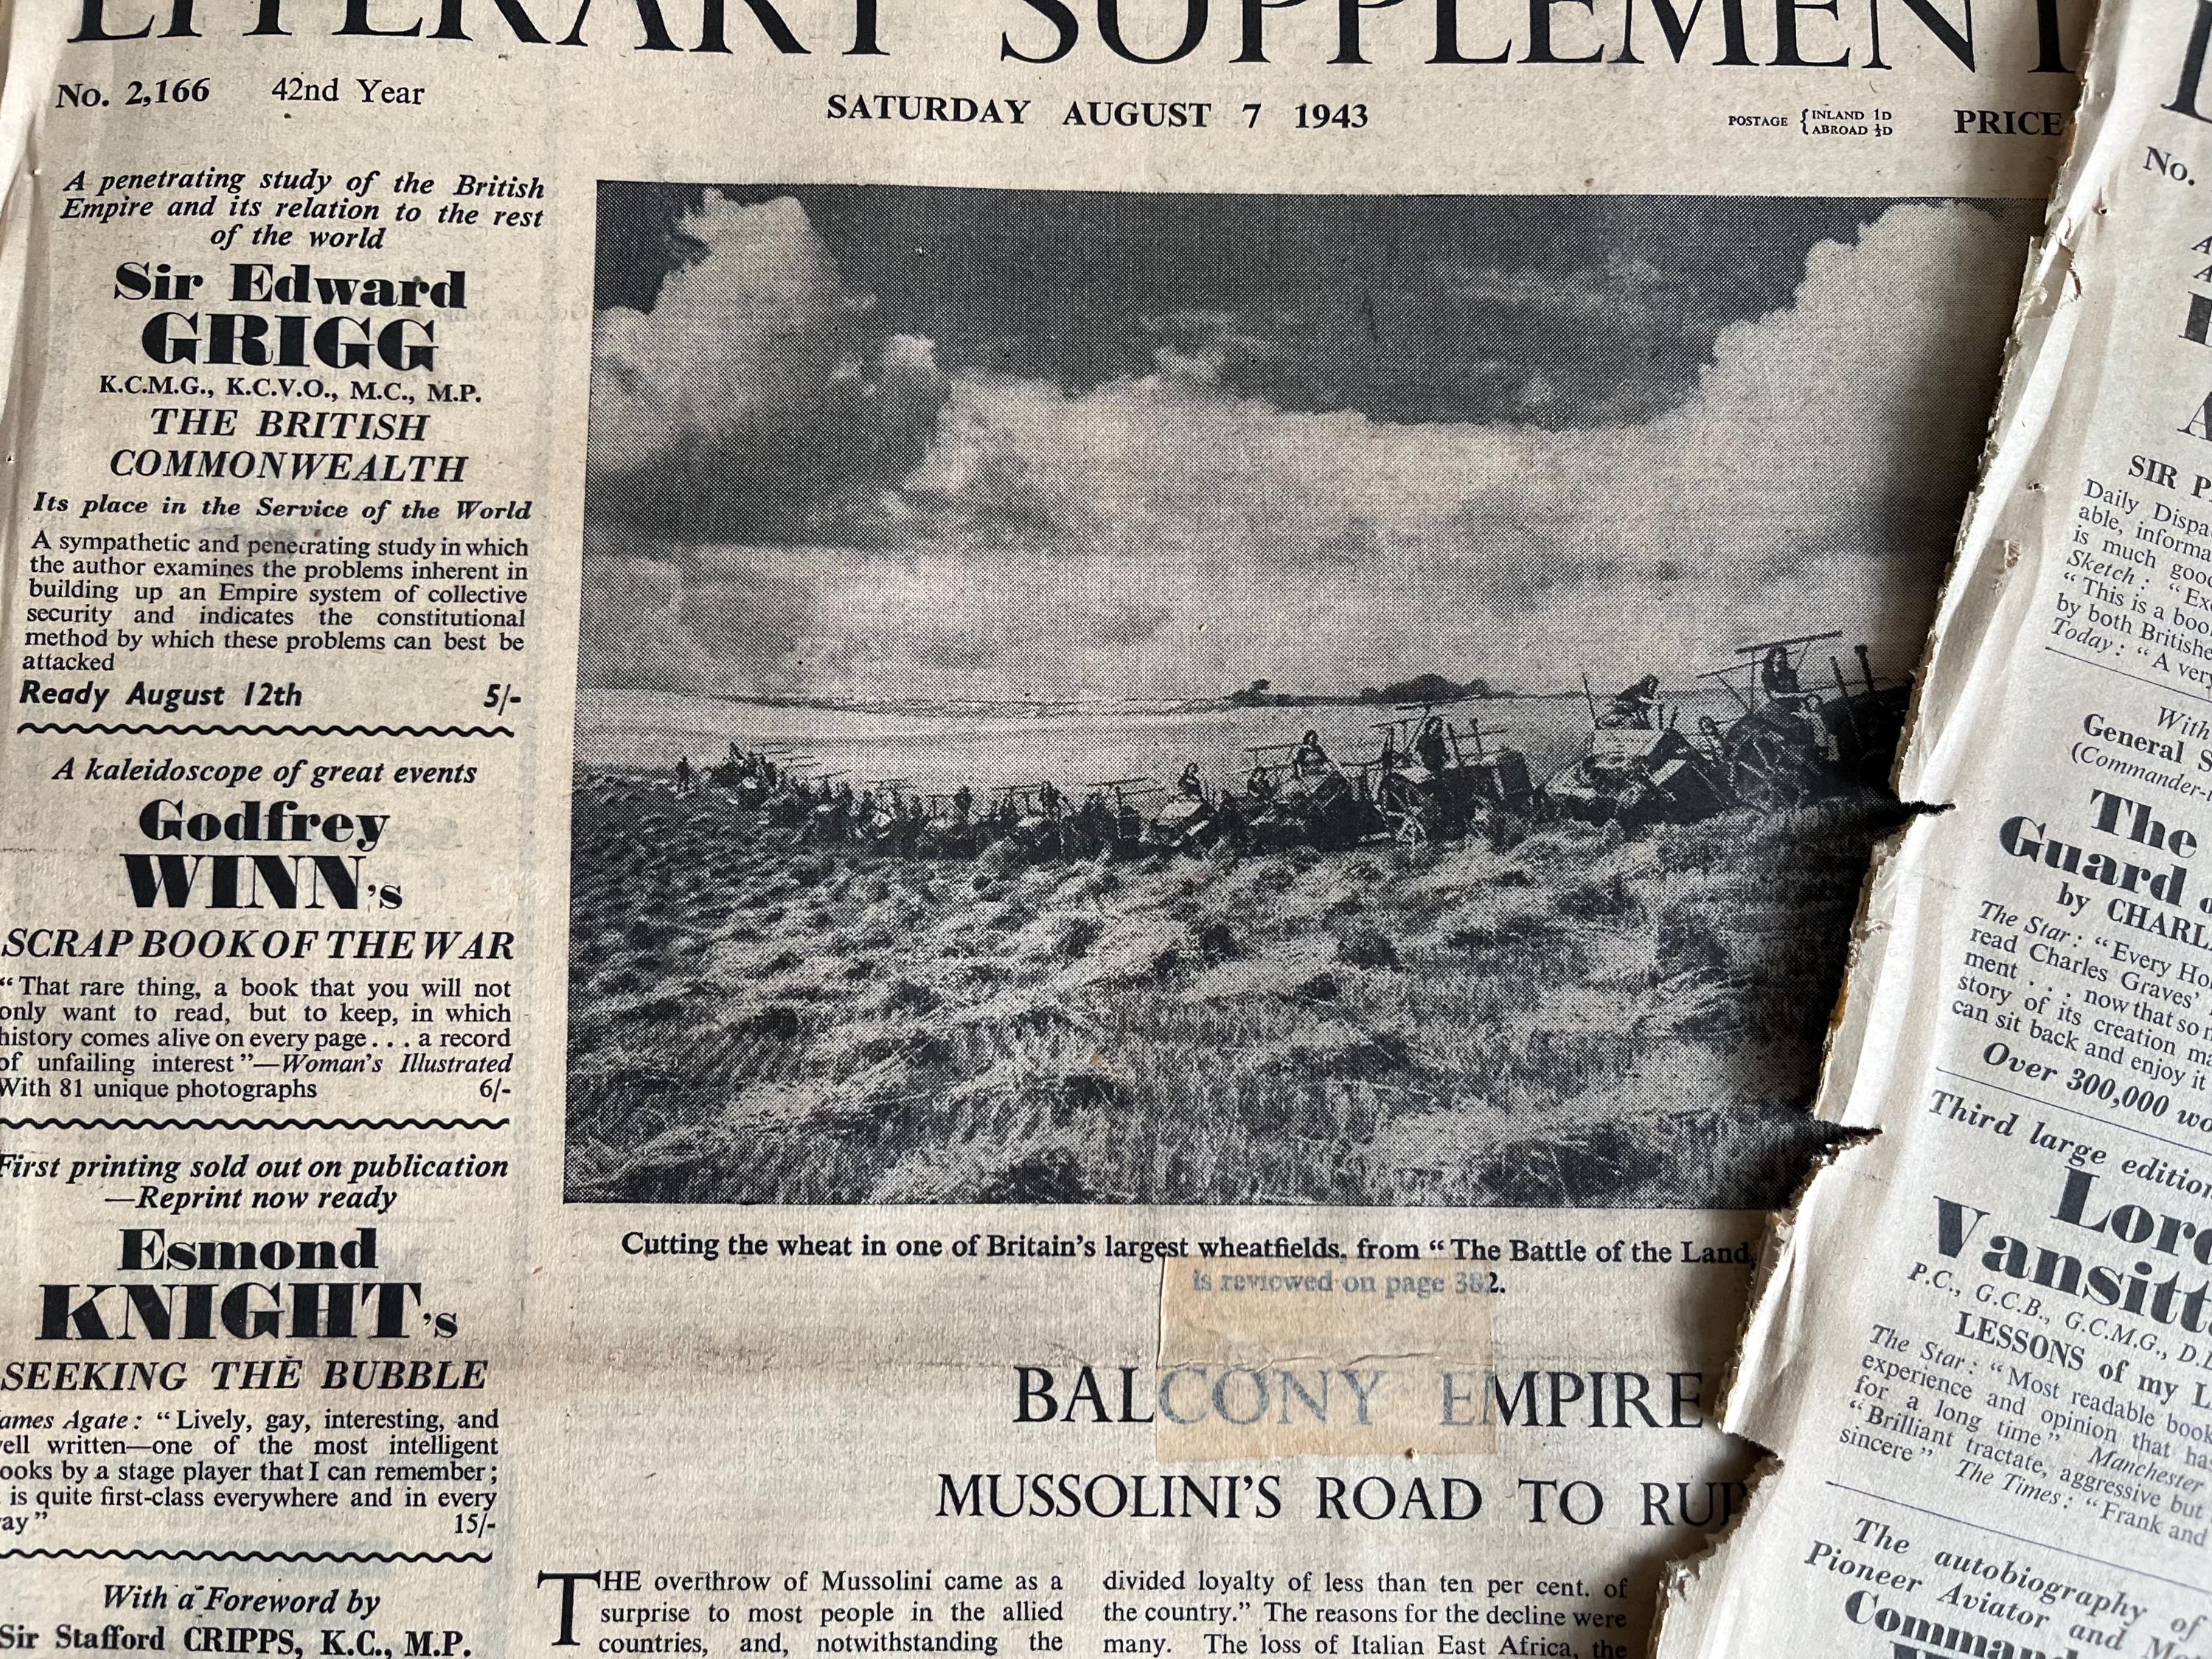 LITERARY SUPPLEMENT
No. 2,166 42nd Year
SATURDAY AUGUST 7 1943
POSTAGE { INLAND 1D
ABROAD ½D
PRICE
A penetrating study of the British
Empire and its relation to the rest
of the world
Sir Edward
GRIGG
K.C.M.G., K.C.V.O., M.C., M.P.
THE BRITISH
COMMONWEALTH
Its place in the Service of the World
A sympathetic and penetrating study in which
the author examines the problems inherent in
building up an Empire system of collective
security and indicates the constitutional
method by which these problems can best be
attacked
Ready August 12th 5/-
A kaleidoscope of great events
Godfrey
WINN's
SCRAP BOOK OF THE WAR
“That rare thing, a book that you will not
only want to read, but to keep, in which
history comes alive on every page . . . a record
of unfailing interest”—Woman's Illustrated
With 81 unique photographs 6/-
First printing sold out on publication
—Reprint now ready
Esmond
KNIGHT's
SEEKING THE BUBBLE
James Agate: “Lively, gay, interesting, and
well written—one of the most intelligent
books by a stage player that I can remember;
is quite first-class everywhere and in every
way” 15/-
With a Foreword by
Sir Stafford CRIPPS, K.C., M.P.
Cutting the wheat in one of Britain's largest wheatfields, from “The Battle of the Land,
is reviewed on page 382.
BALCONY EMPIRE
MUSSOLINI'S ROAD TO
THE overthrow of Mussolini came as a
surprise to most people in the allied
countries, and, notwithstanding the
divided loyalty of less than ten per cent. of
the country.” The reasons for the decline were
many. The loss of Italian East Africa, the
No.
SIR
Daily
able,
is much
Sketch:
“This is a
by both
Today: “A very
With
General
The
Guard
by
The Star: “Every
read Charles Graves'
ment . . . now that so
story of its creation
can sit back and enjoy it
Over 300,000
Third large
Lord
P.C., G.C.B., G.C.M.G.,
LESSONS of my
The Star: “Most readable book
experience and opinion that
for a long time” Manchester
“Brilliant tractate, aggressive but
sincere” The Times: “Frank and
The autobiography of
Pioneer Aviator and